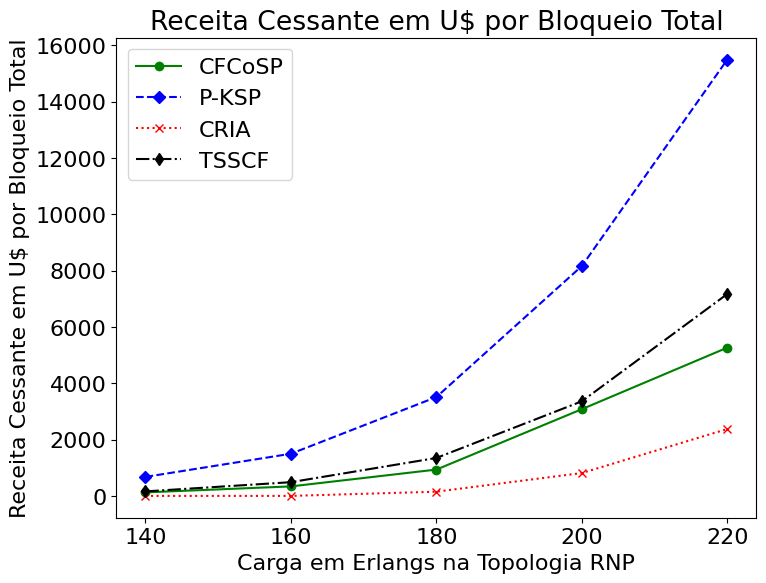 Receita Cessante em U$ por Bloqueio Total
Receita Cessante em U$ por Bloqueio Total
16000
14000
12000
10000
8000
6000
4000
2000
0
CFCoSP
P-KSP
CRIA
TSSCF
140 160 180 200 220
Carga em Erlangs na Topologia RNP